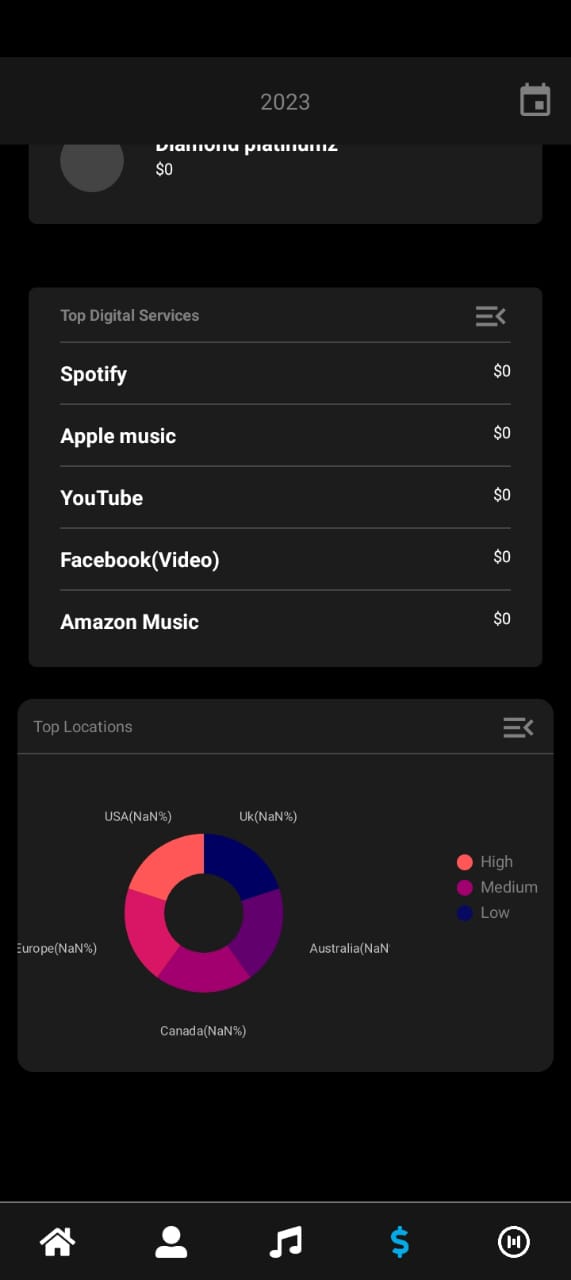 2023
Diamond platinumz
$0
Top Digital Services
Spotify $0
Apple music $0
YouTube $0
Facebook(Video) $0
Amazon Music $0
Top Locations
USA(NaN%) Uk(NaN%)
High
Medium
Low
Europe(NaN%) Australia(NaN
Canada(NaN%)